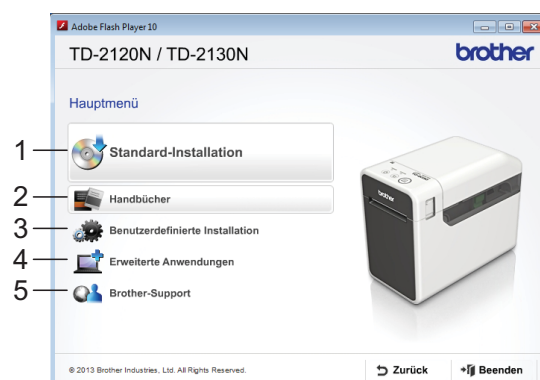 Adobe Flash Player 10
TD-2120N / TD-2130N
brother
Hauptmenü
1
Standard-Installation
2
Handbücher
3
Benutzerdefinierte Installation
4
Erweiterte Anwendungen
5
Brother-Support
brother
© 2013 Brother Industries, Ltd. All Rights Reserved.
Zurück
Beenden